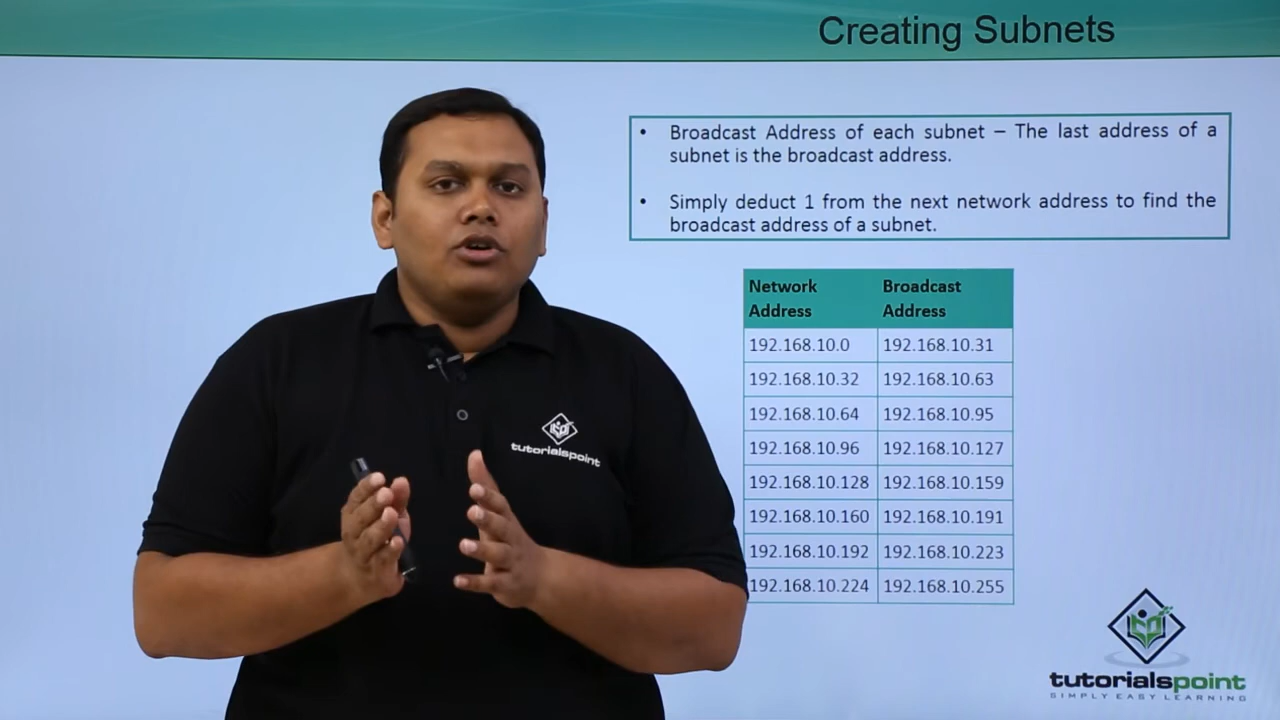 Creating Subnets
• Broadcast Address of each subnet – The last address of a
subnet is the broadcast address.
• Simply deduct 1 from the next network address to find the
broadcast address of a subnet.
Network Address Broadcast Address
192.168.10.0 192.168.10.31
192.168.10.32 192.168.10.63
192.168.10.64 192.168.10.95
192.168.10.96 192.168.10.127
192.168.10.128 192.168.10.159
192.168.10.160 192.168.10.191
192.168.10.192 192.168.10.223
192.168.10.224 192.168.10.255
tutorialspoint
tutorialspoint
SIMPLY EASY LEARNING